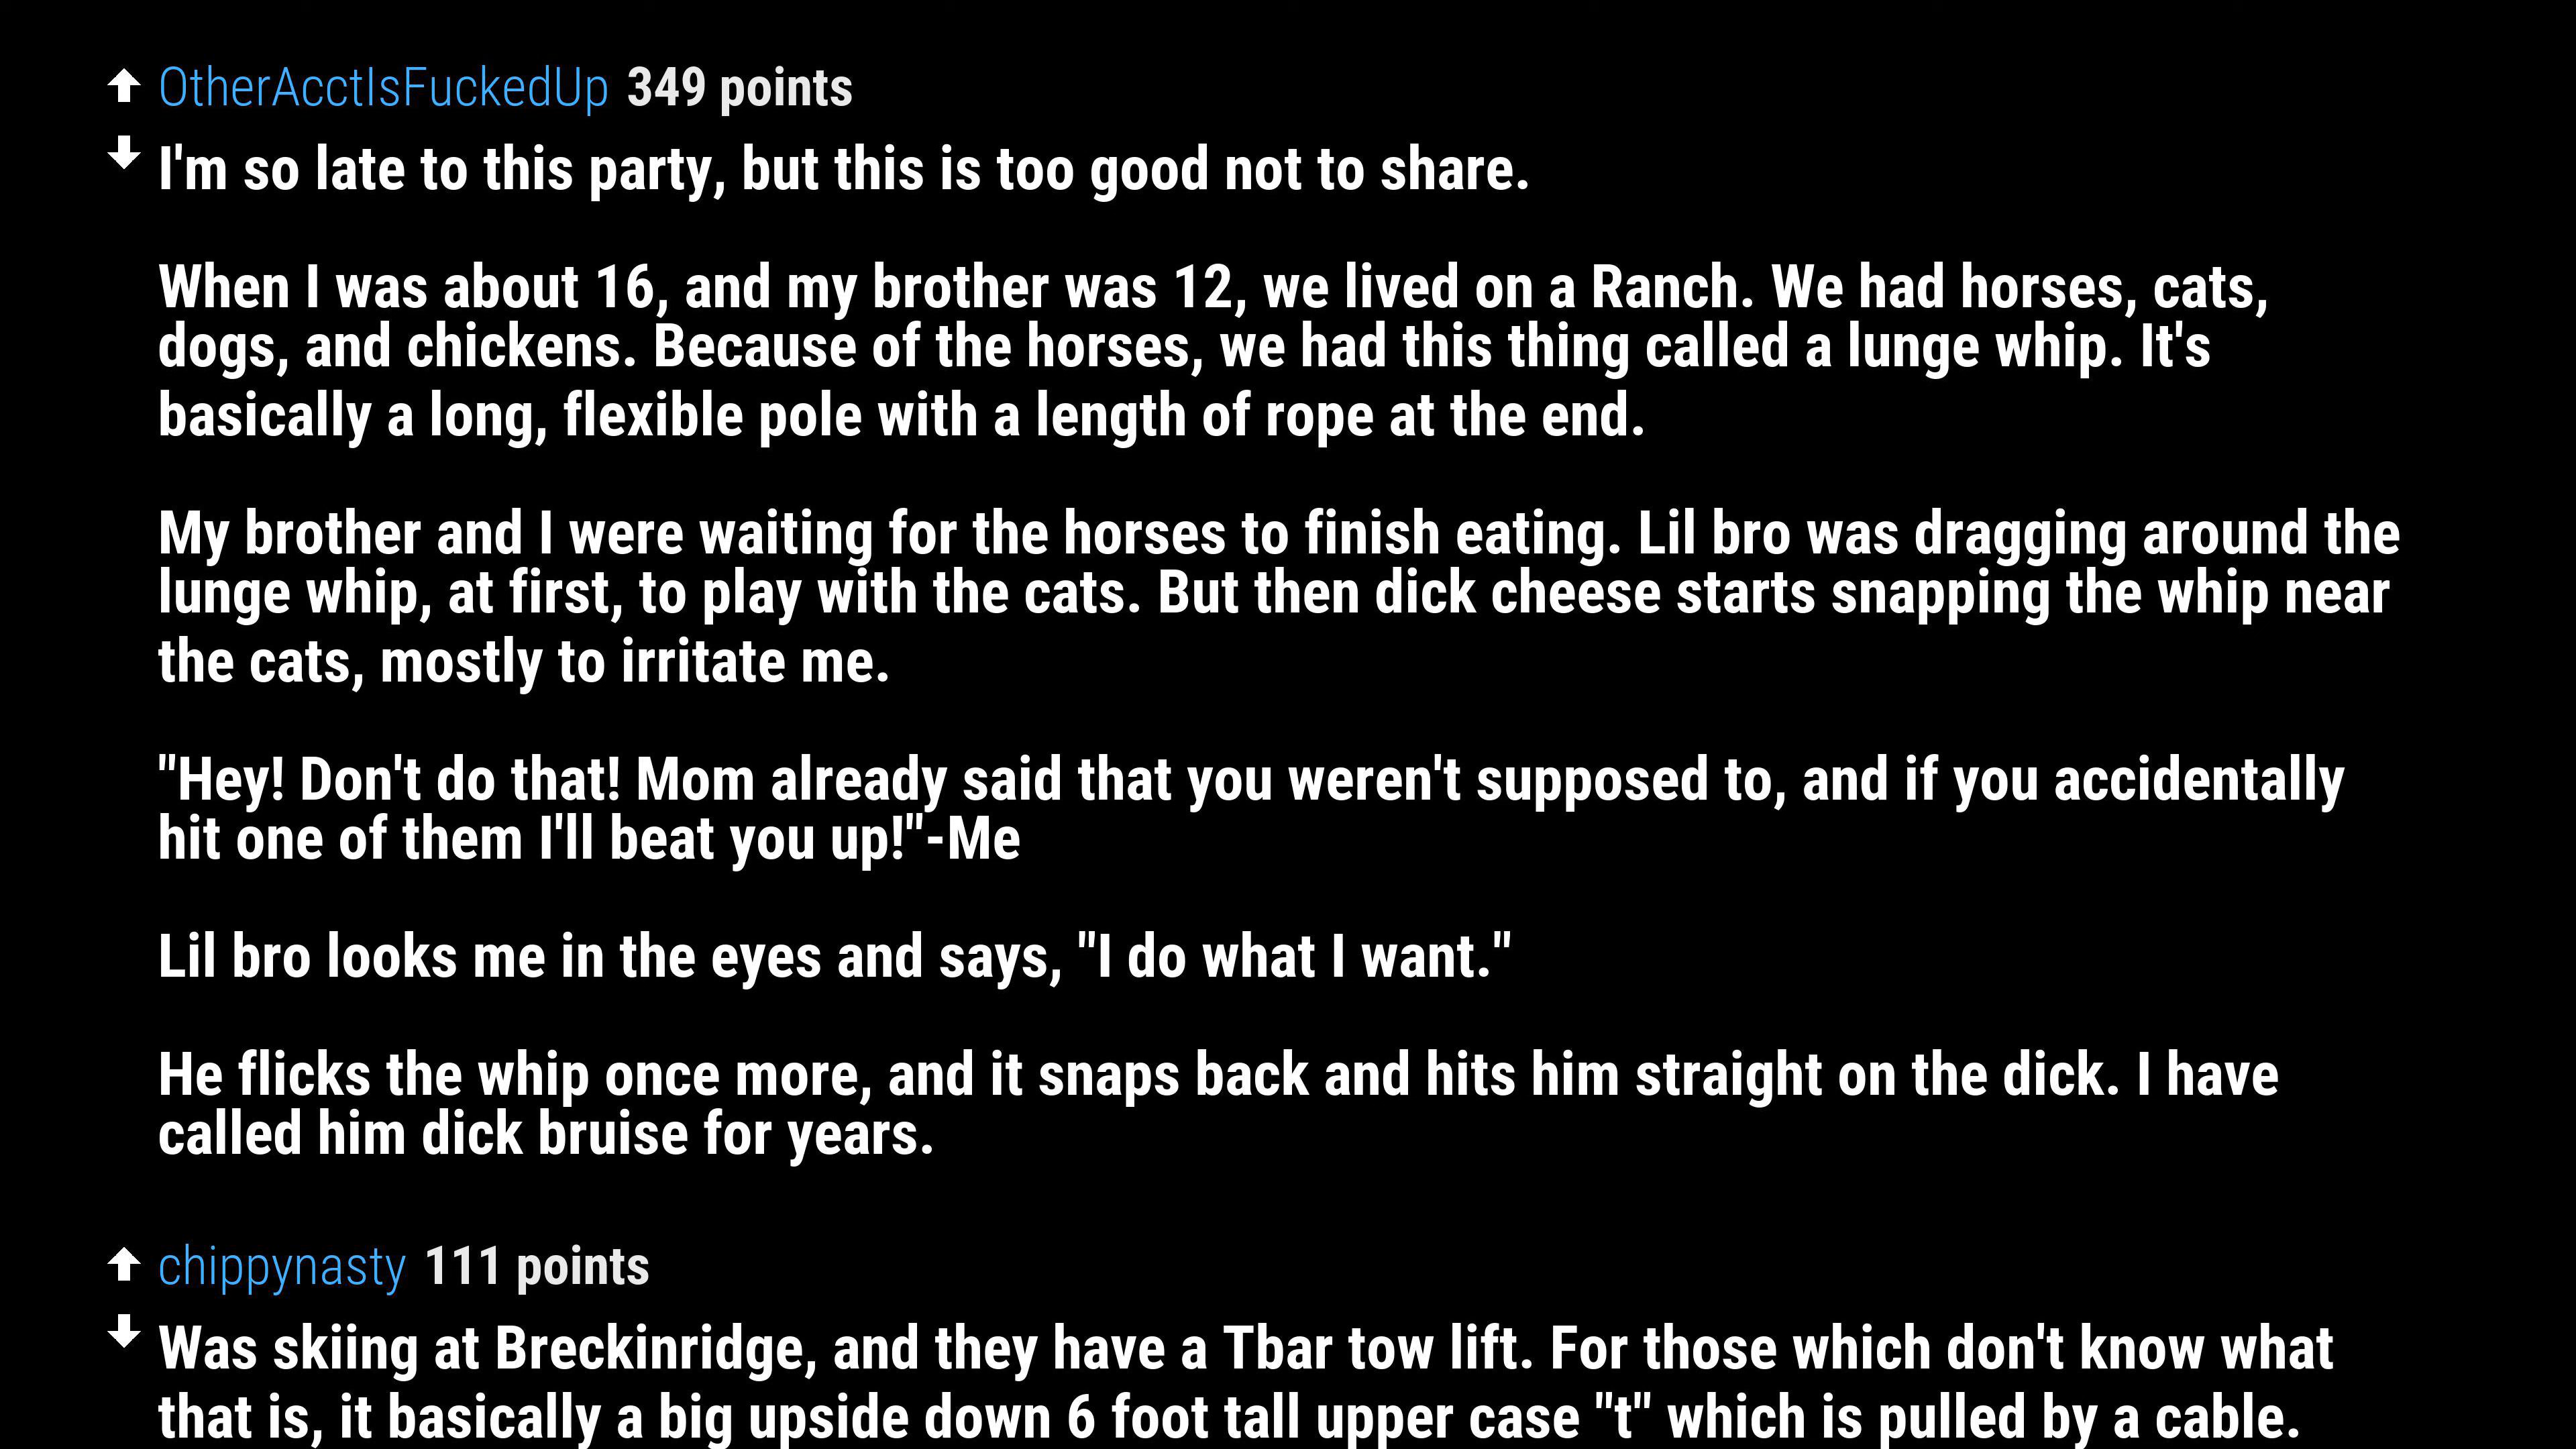 OtherAcctIsFuckedUp 349 points
I'm so late to this party, but this is too good not to share.
When I was about 16, and my brother was 12, we lived on a Ranch. We had horses, cats,
dogs, and chickens. Because of the horses, we had this thing called a lunge whip. It's
basically a long, flexible pole with a length of rope at the end.
My brother and I were waiting for the horses to finish eating. Lil bro was dragging around the
lunge whip, at first, to play with the cats. But then dick cheese starts snapping the whip near
the cats, mostly to irritate me.
"Hey! Don't do that! Mom already said that you weren't supposed to, and if you accidentally
hit one of them I'll beat you up!"-Me
Lil bro looks me in the eyes and says, "I do what I want."
He flicks the whip once more, and it snaps back and hits him straight on the dick. I have
called him dick bruise for years.
chippynasty 111 points
Was skiing at Breckinridge, and they have a Tbar tow lift. For those which don't know what
that is, it basically a big upside down 6 foot tall upper case "t" which is pulled by a cable.